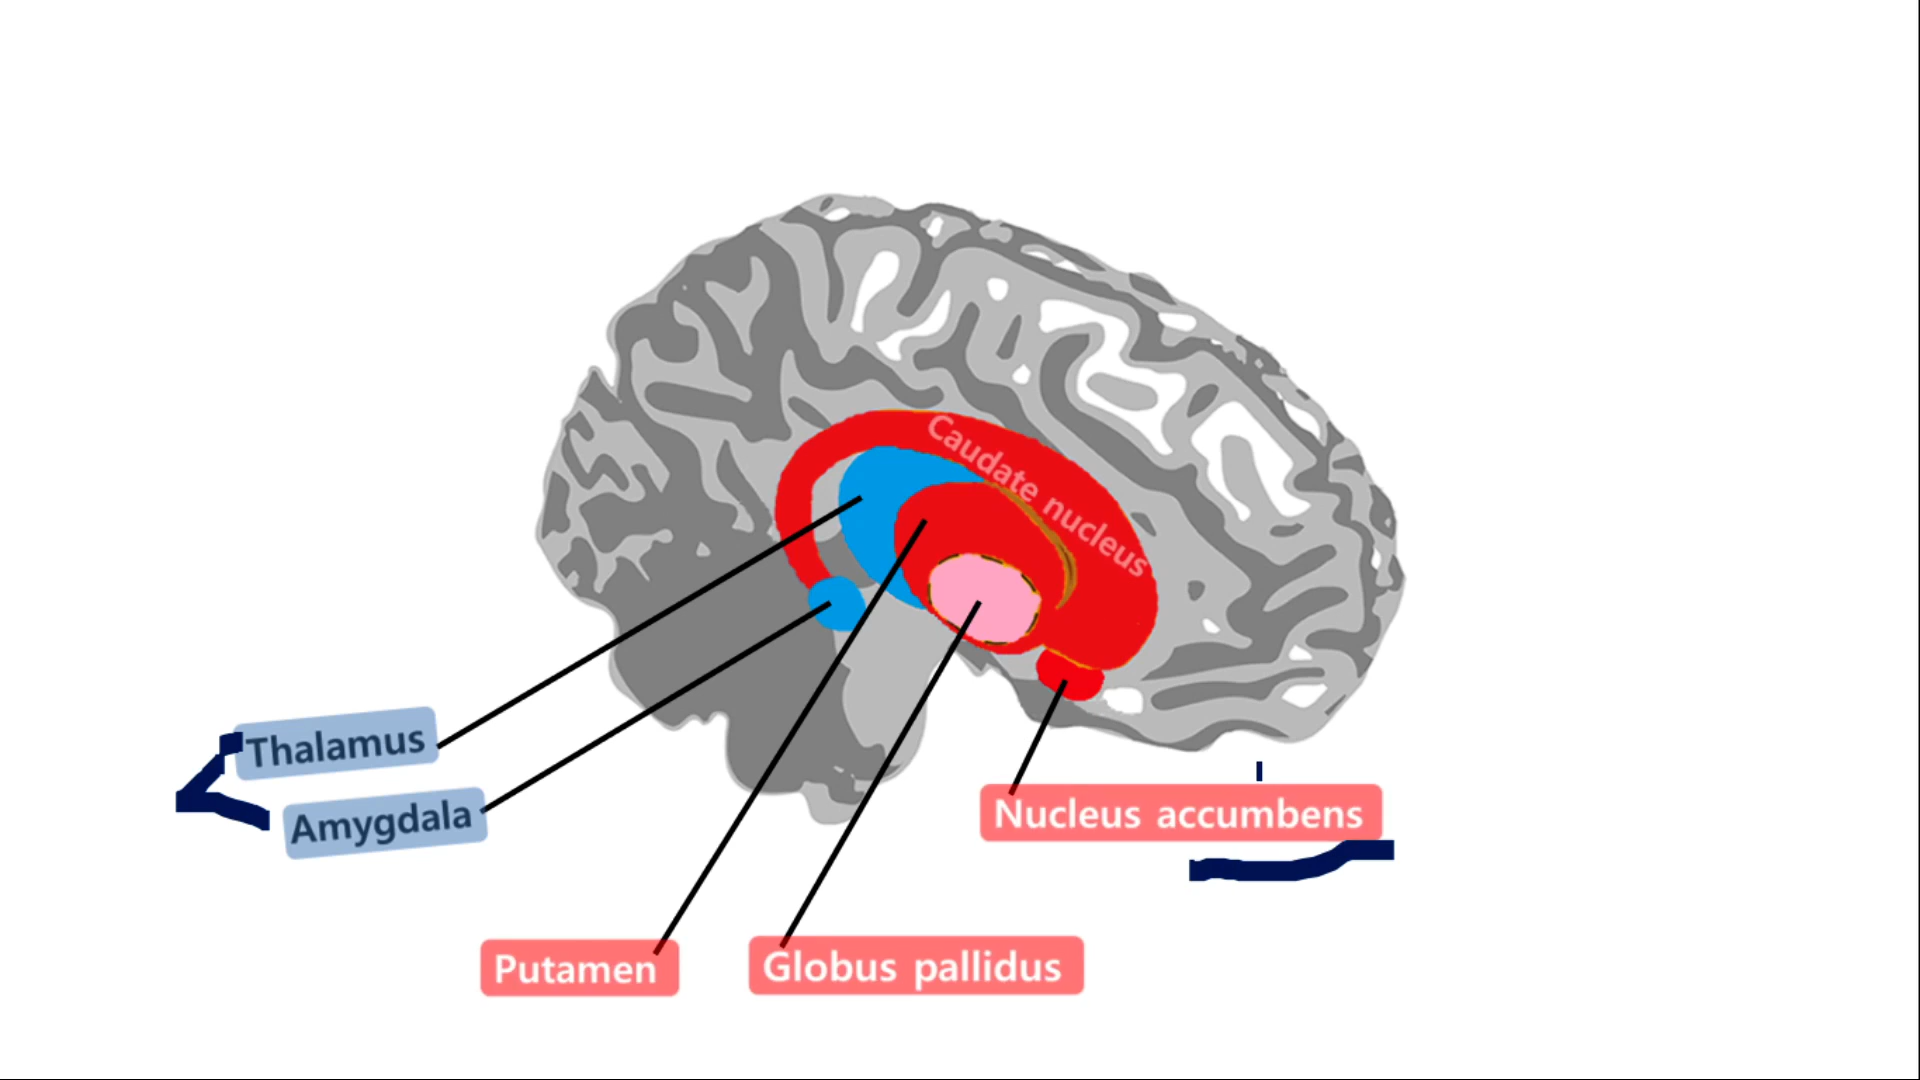 Caudate nucleus
Thalamus
Amygdala
Nucleus accumbens
Putamen
Globus pallidus